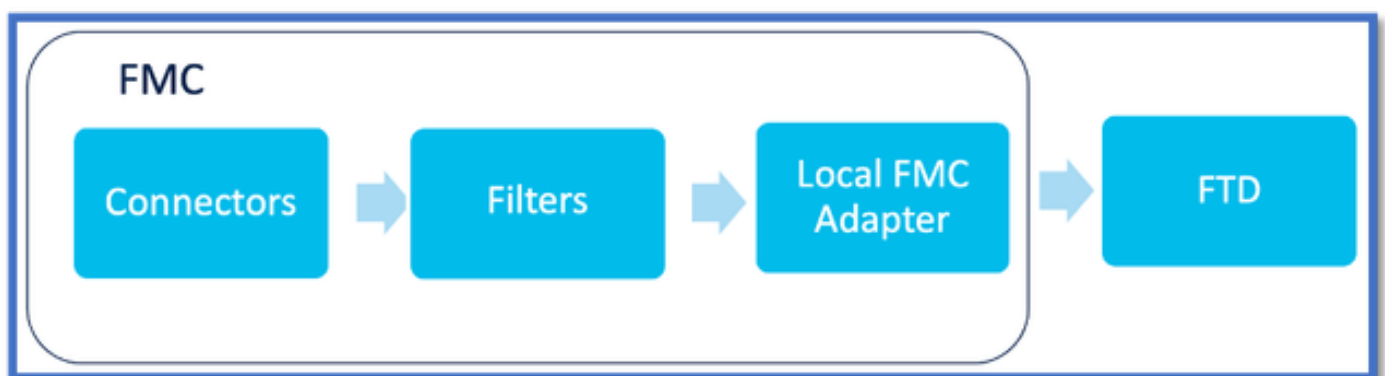 FMC
Connectors
Filters
Local FMC
Adapter
FTD